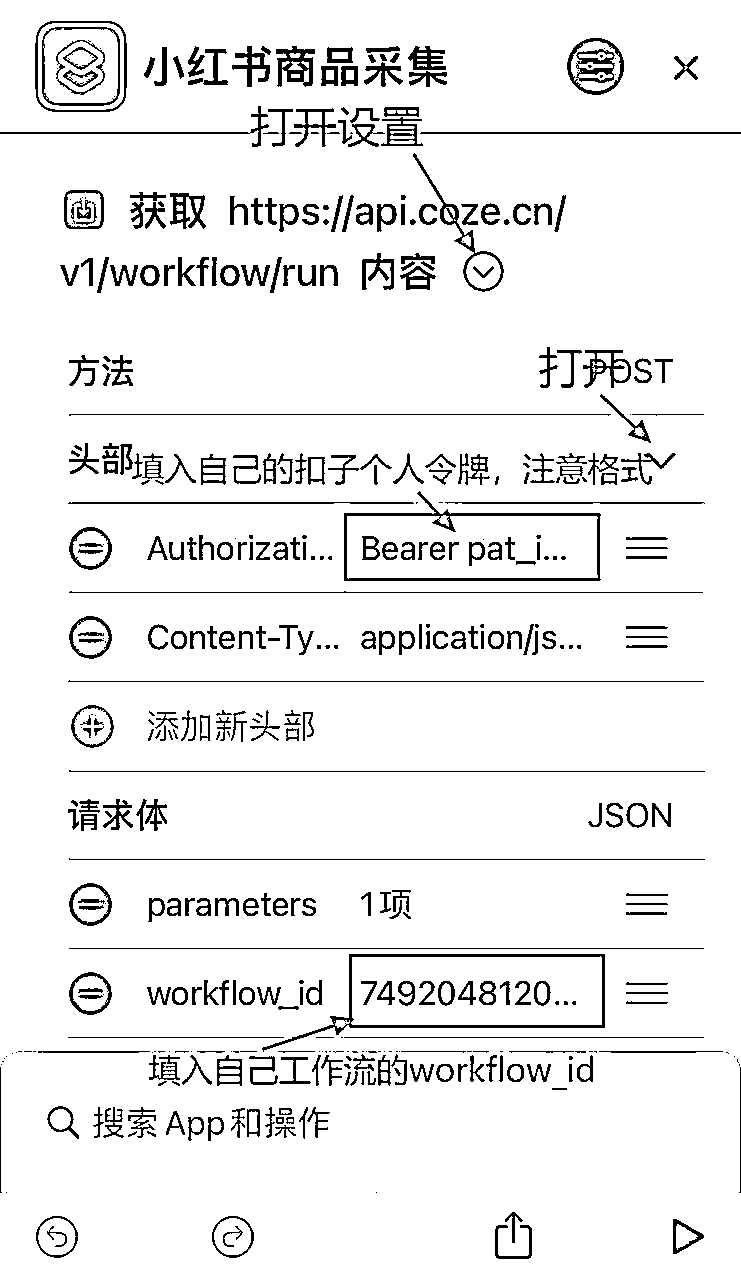 小红书商品采集
打开设置
获取 https://api.coze.cn/
v1/workflow/run 内容
方法 POST
打开
头部
填入自己的扣子个人令牌，注意格式
Authorizati... Bearer pat_i...
Content-Ty... application/js...
添加新头部
请求体 JSON
parameters 1项
workflow_id 7492048120...
填入自己工作流的workflow_id
搜索 App 和操作